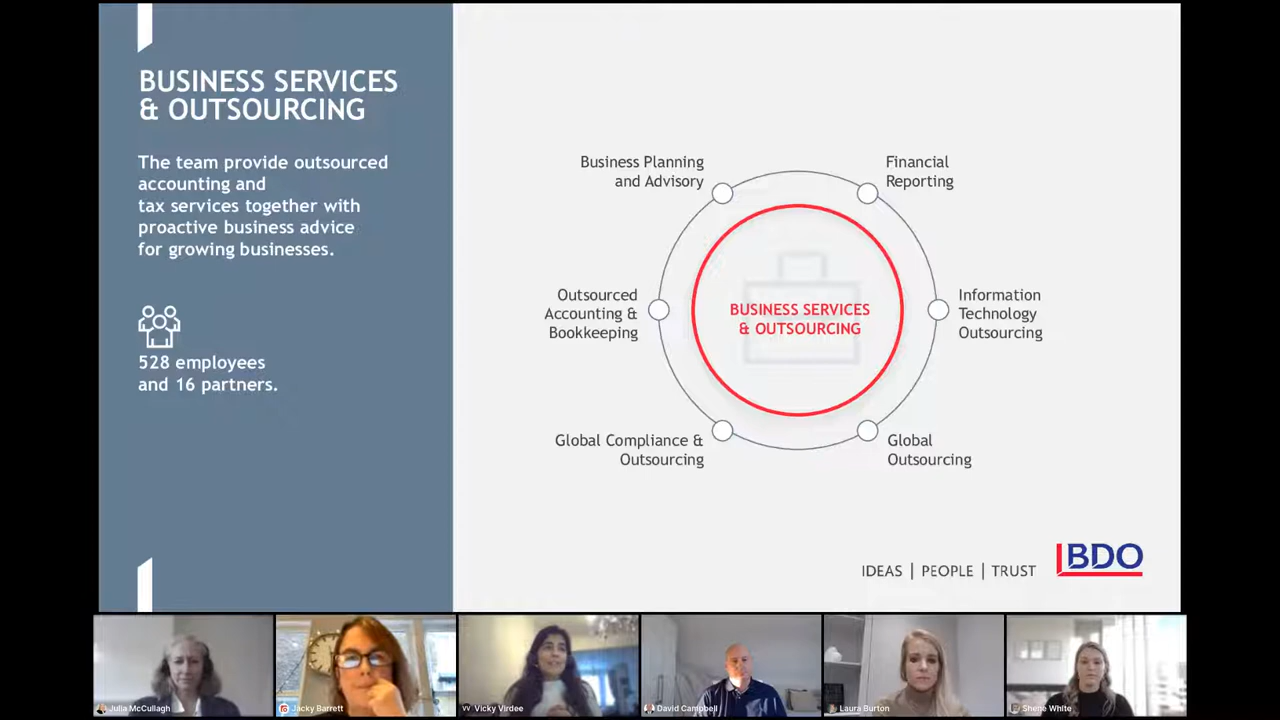 BUSINESS SERVICES
& OUTSOURCING
The team provide outsourced
accounting and
tax services together with
proactive business advice
for growing businesses.
528 employees
and 16 partners.
Business Planning
and Advisory
Financial
Reporting
Outsourced
Accounting &
Bookkeeping
BUSINESS SERVICES
& OUTSOURCING
Information
Technology
Outsourcing
Global Compliance &
Outsourcing
Global
Outsourcing
IDEAS | PEOPLE | TRUST
BDO
Julia McCullagh
Jacky Barrett
VV Vicky Virdee
David Campbell
Laura Burton
Shene White